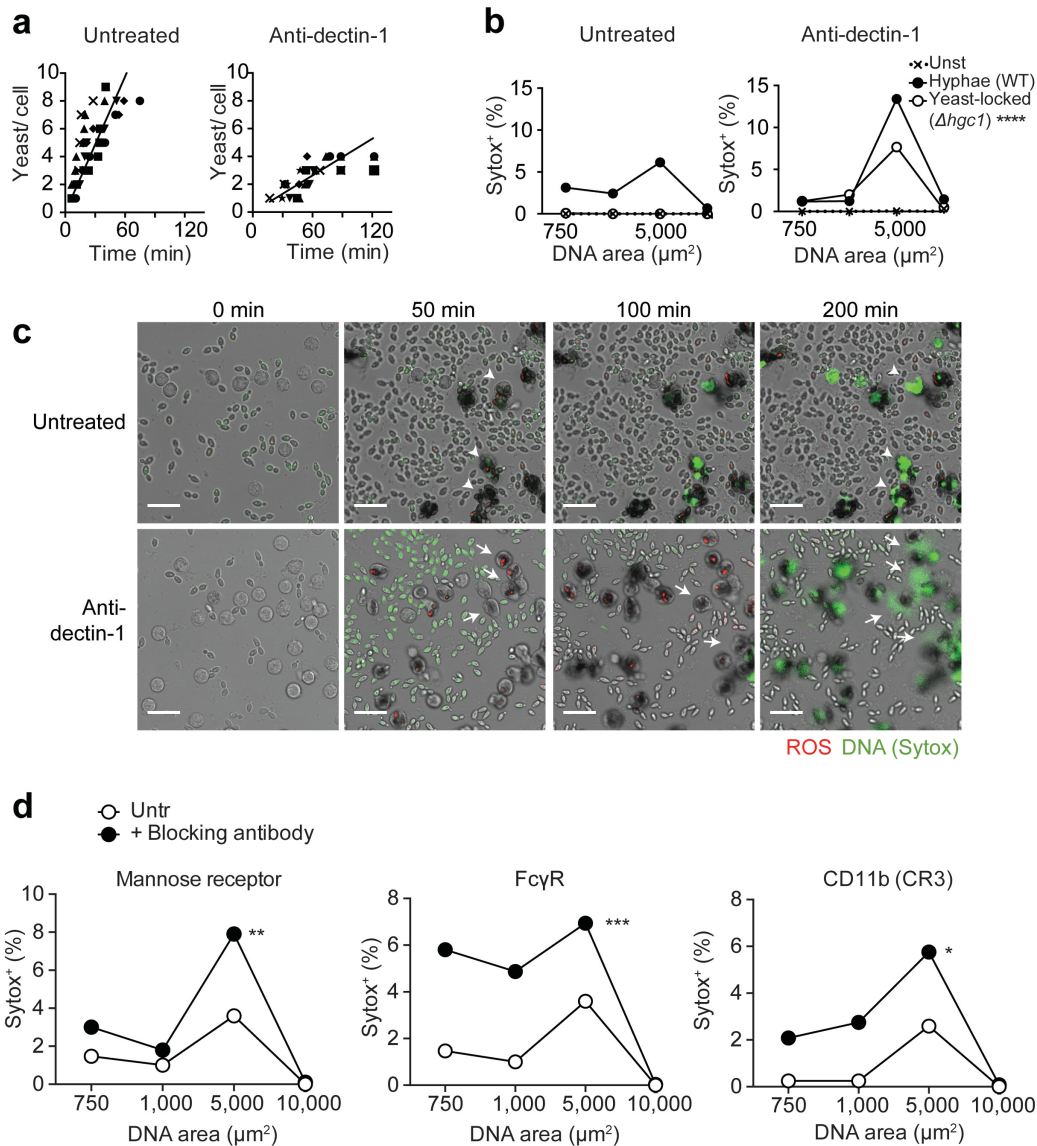 a
Untreated
Anti-dectin-1
Yeast/ cell
10
8
6
4
2
0
0
60
120
Time (min)
Yeast/ cell
10
8
6
4
2
0
0
60
120
Time (min)
b
Untreated
Anti-dectin-1
Sytox⁺ (%)
15
10
5
0
750
5,000
DNA area (µm²)
Sytox⁺ (%)
15
10
5
0
750
5,000
DNA area (µm²)
Unst
Hyphae (WT)
Yeast-locked
(Δhgc1) ****
c
0 min
50 min
100 min
200 min
Untreated
Anti-
dectin-1
ROS DNA (Sytox)
d
Untr
+ Blocking antibody
Mannose receptor
Sytox⁺ (%)
10
8
6
4
2
0
**
750
1,000
5,000
10,000
DNA area (µm²)
FcγR
Sytox⁺ (%)
8
6
4
2
0
***
750
1,000
5,000
10,000
DNA area (µm²)
CD11b (CR3)
Sytox⁺ (%)
8
6
4
2
0
*
750
1,000
5,000
10,000
DNA area (µm²)